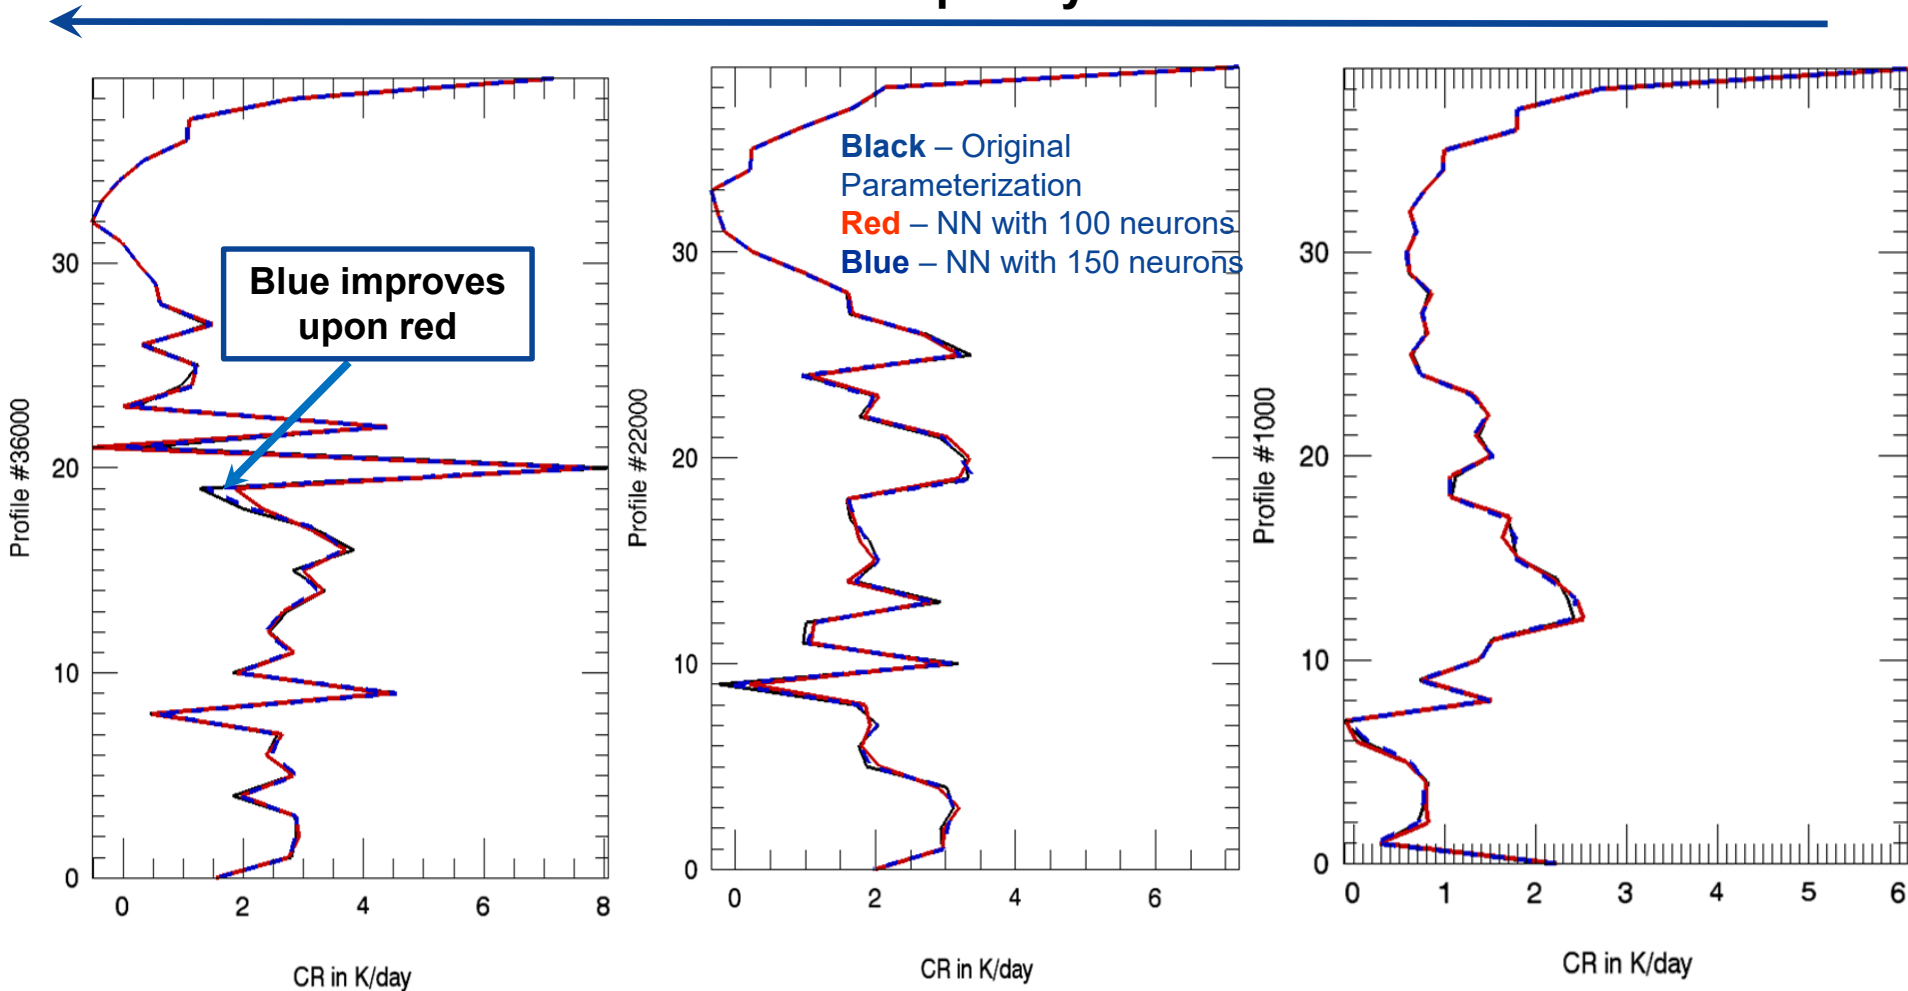 Black – Original
Parameterization
Red – NN with 100 neurons
Blue – NN with 150 neurons
Blue improves
upon red
Profile #36000
30
20
10
0
0 2 4 6 8
CR in K/day
Profile #22000
30
20
10
0
0 2 4 6
CR in K/day
Profile #1000
30
20
10
0
0 1 2 3 4 5 6
CR in K/day